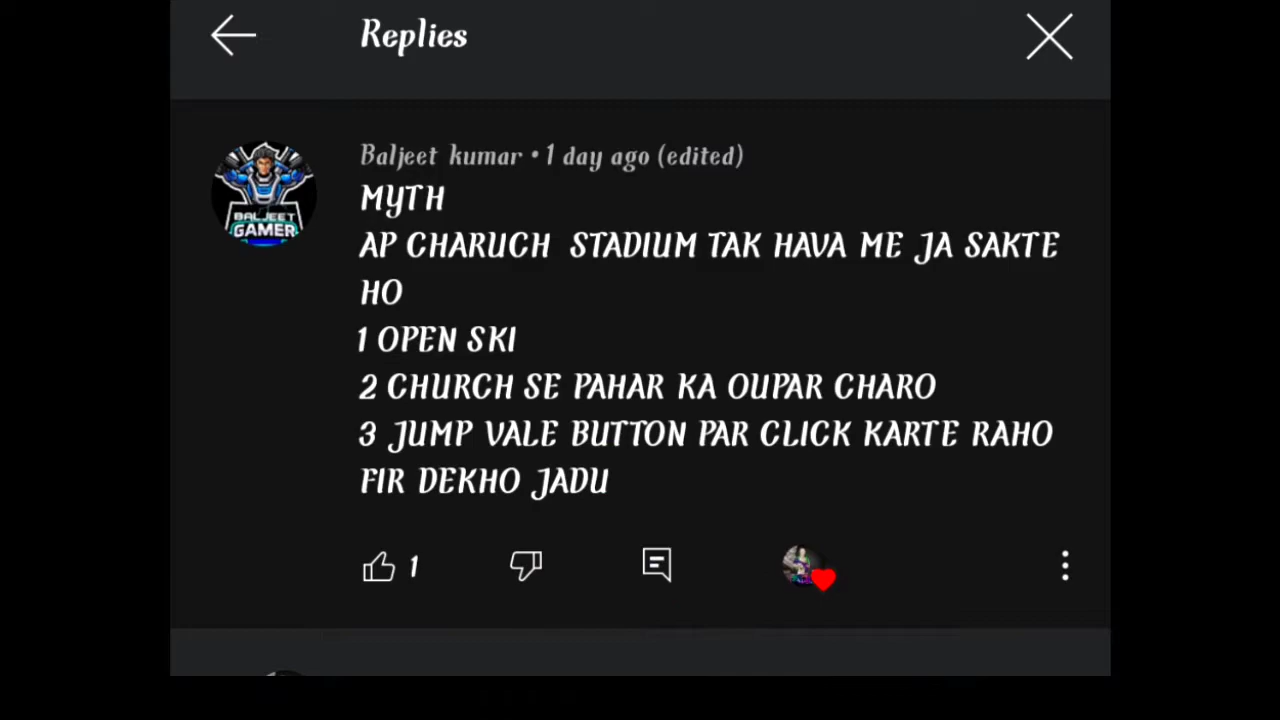 Replies
Baljeet kumar • 1 day ago (edited)
MYTH
AP CHARUCH STADIUM TAK HAVA ME JA SAKTE
HO
1 OPEN SKI
2 CHURCH SE PAHAR KA OUPAR CHARO
3 JUMP VALE BUTTON PAR CLICK KARTE RAHO
FIR DEKHO JADU
BALJEET
GAMER
1